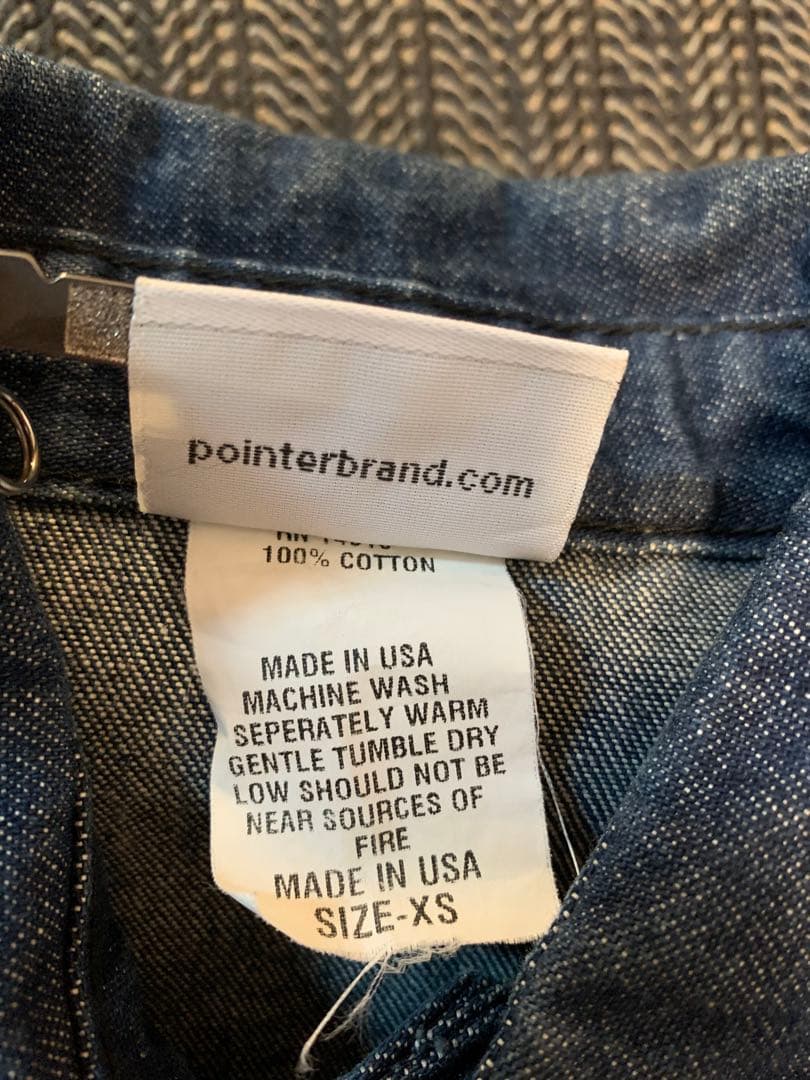 pointerbrand.com
100% COTTON
MADE IN USA
MACHINE WASH
SEPERATELY WARM
GENTLE TUMBLE DRY
LOW SHOULD NOT BE
NEAR SOURCES OF
FIRE
MADE IN USA
SIZE-XS